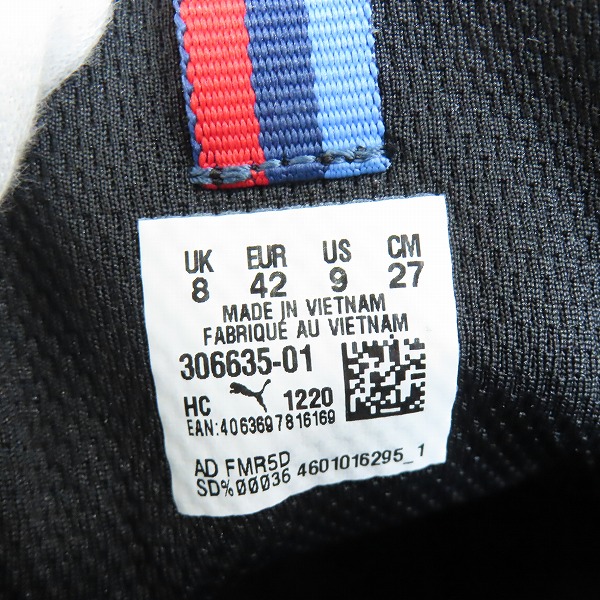 UK EUR US CM
8 42 9 27
MADE IN VIETNAM
FABRIQUÉ AU VIETNAM
306635-01
HC 1220
EAN:4063697816169
AD FMR5D
SD%00036 4601016295_1